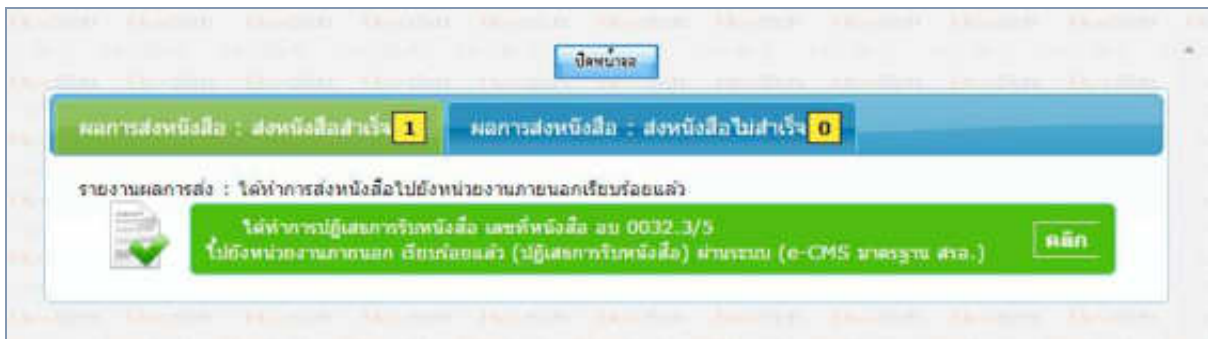 ปิดหน้าจอ
ผลการส่งหนังสือ : ส่งหนังสือสำเร็จ 1
ผลการส่งหนังสือ : ส่งหนังสือไม่สำเร็จ 0
รายงานผลการส่ง : ได้ทำการส่งหนังสือไปยังหน่วยงานภายนอกเรียบร้อยแล้ว
ได้ทำการปฏิเสธการรับหนังสือ เลขที่หนังสือ อบ 0032.3/5
ไปยังหน่วยงานภายนอก เรียบร้อยแล้ว (ปฏิเสธการรับหนังสือ) ผ่านระบบ (e-CMS มาตรฐาน สรอ.)
คลิก